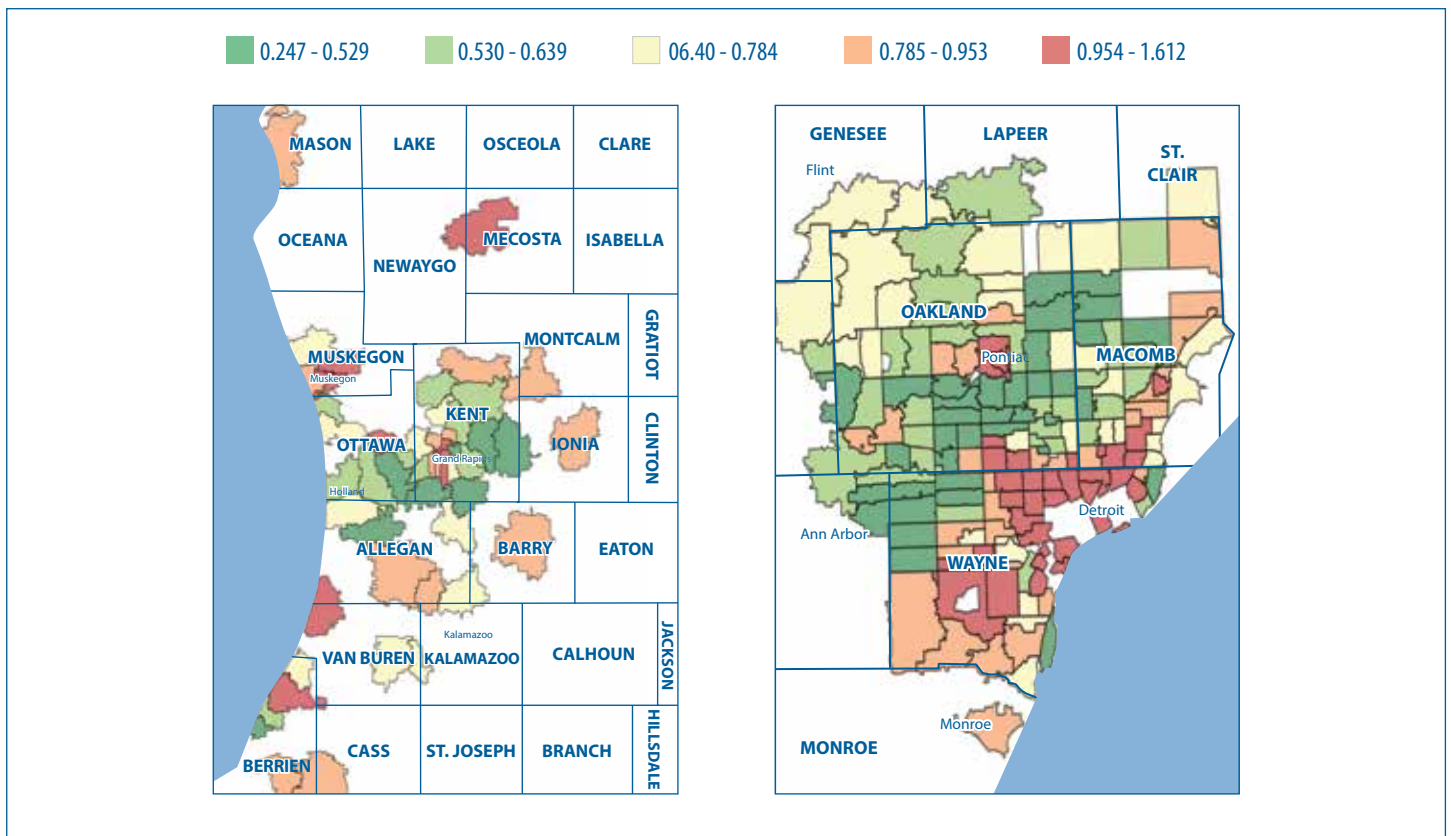 0.247 - 0.529
0.530 - 0.639
06.40 - 0.784
0.785 - 0.953
0.954 - 1.612
MASON
LAKE
OSCEOLA
CLARE
OCEANA
NEWAYGO
MECOSTA
ISABELLA
MUSKEGON
Muskegon
MONTCALM
GRATIOT
KENT
OTTAWA
Grand Rapids
IONIA
CLINTON
Holland
ALLEGAN
BARRY
EATON
VAN BUREN
Kalamazoo
KALAMAZOO
CALHOUN
JACKSON
BERRIEN
CASS
ST. JOSEPH
BRANCH
HILLSDALE
GENESEE
LAPEER
ST.
CLAIR
Flint
OAKLAND
Pontiac
MACOMB
Ann Arbor
Detroit
WAYNE
Monroe
MONROE